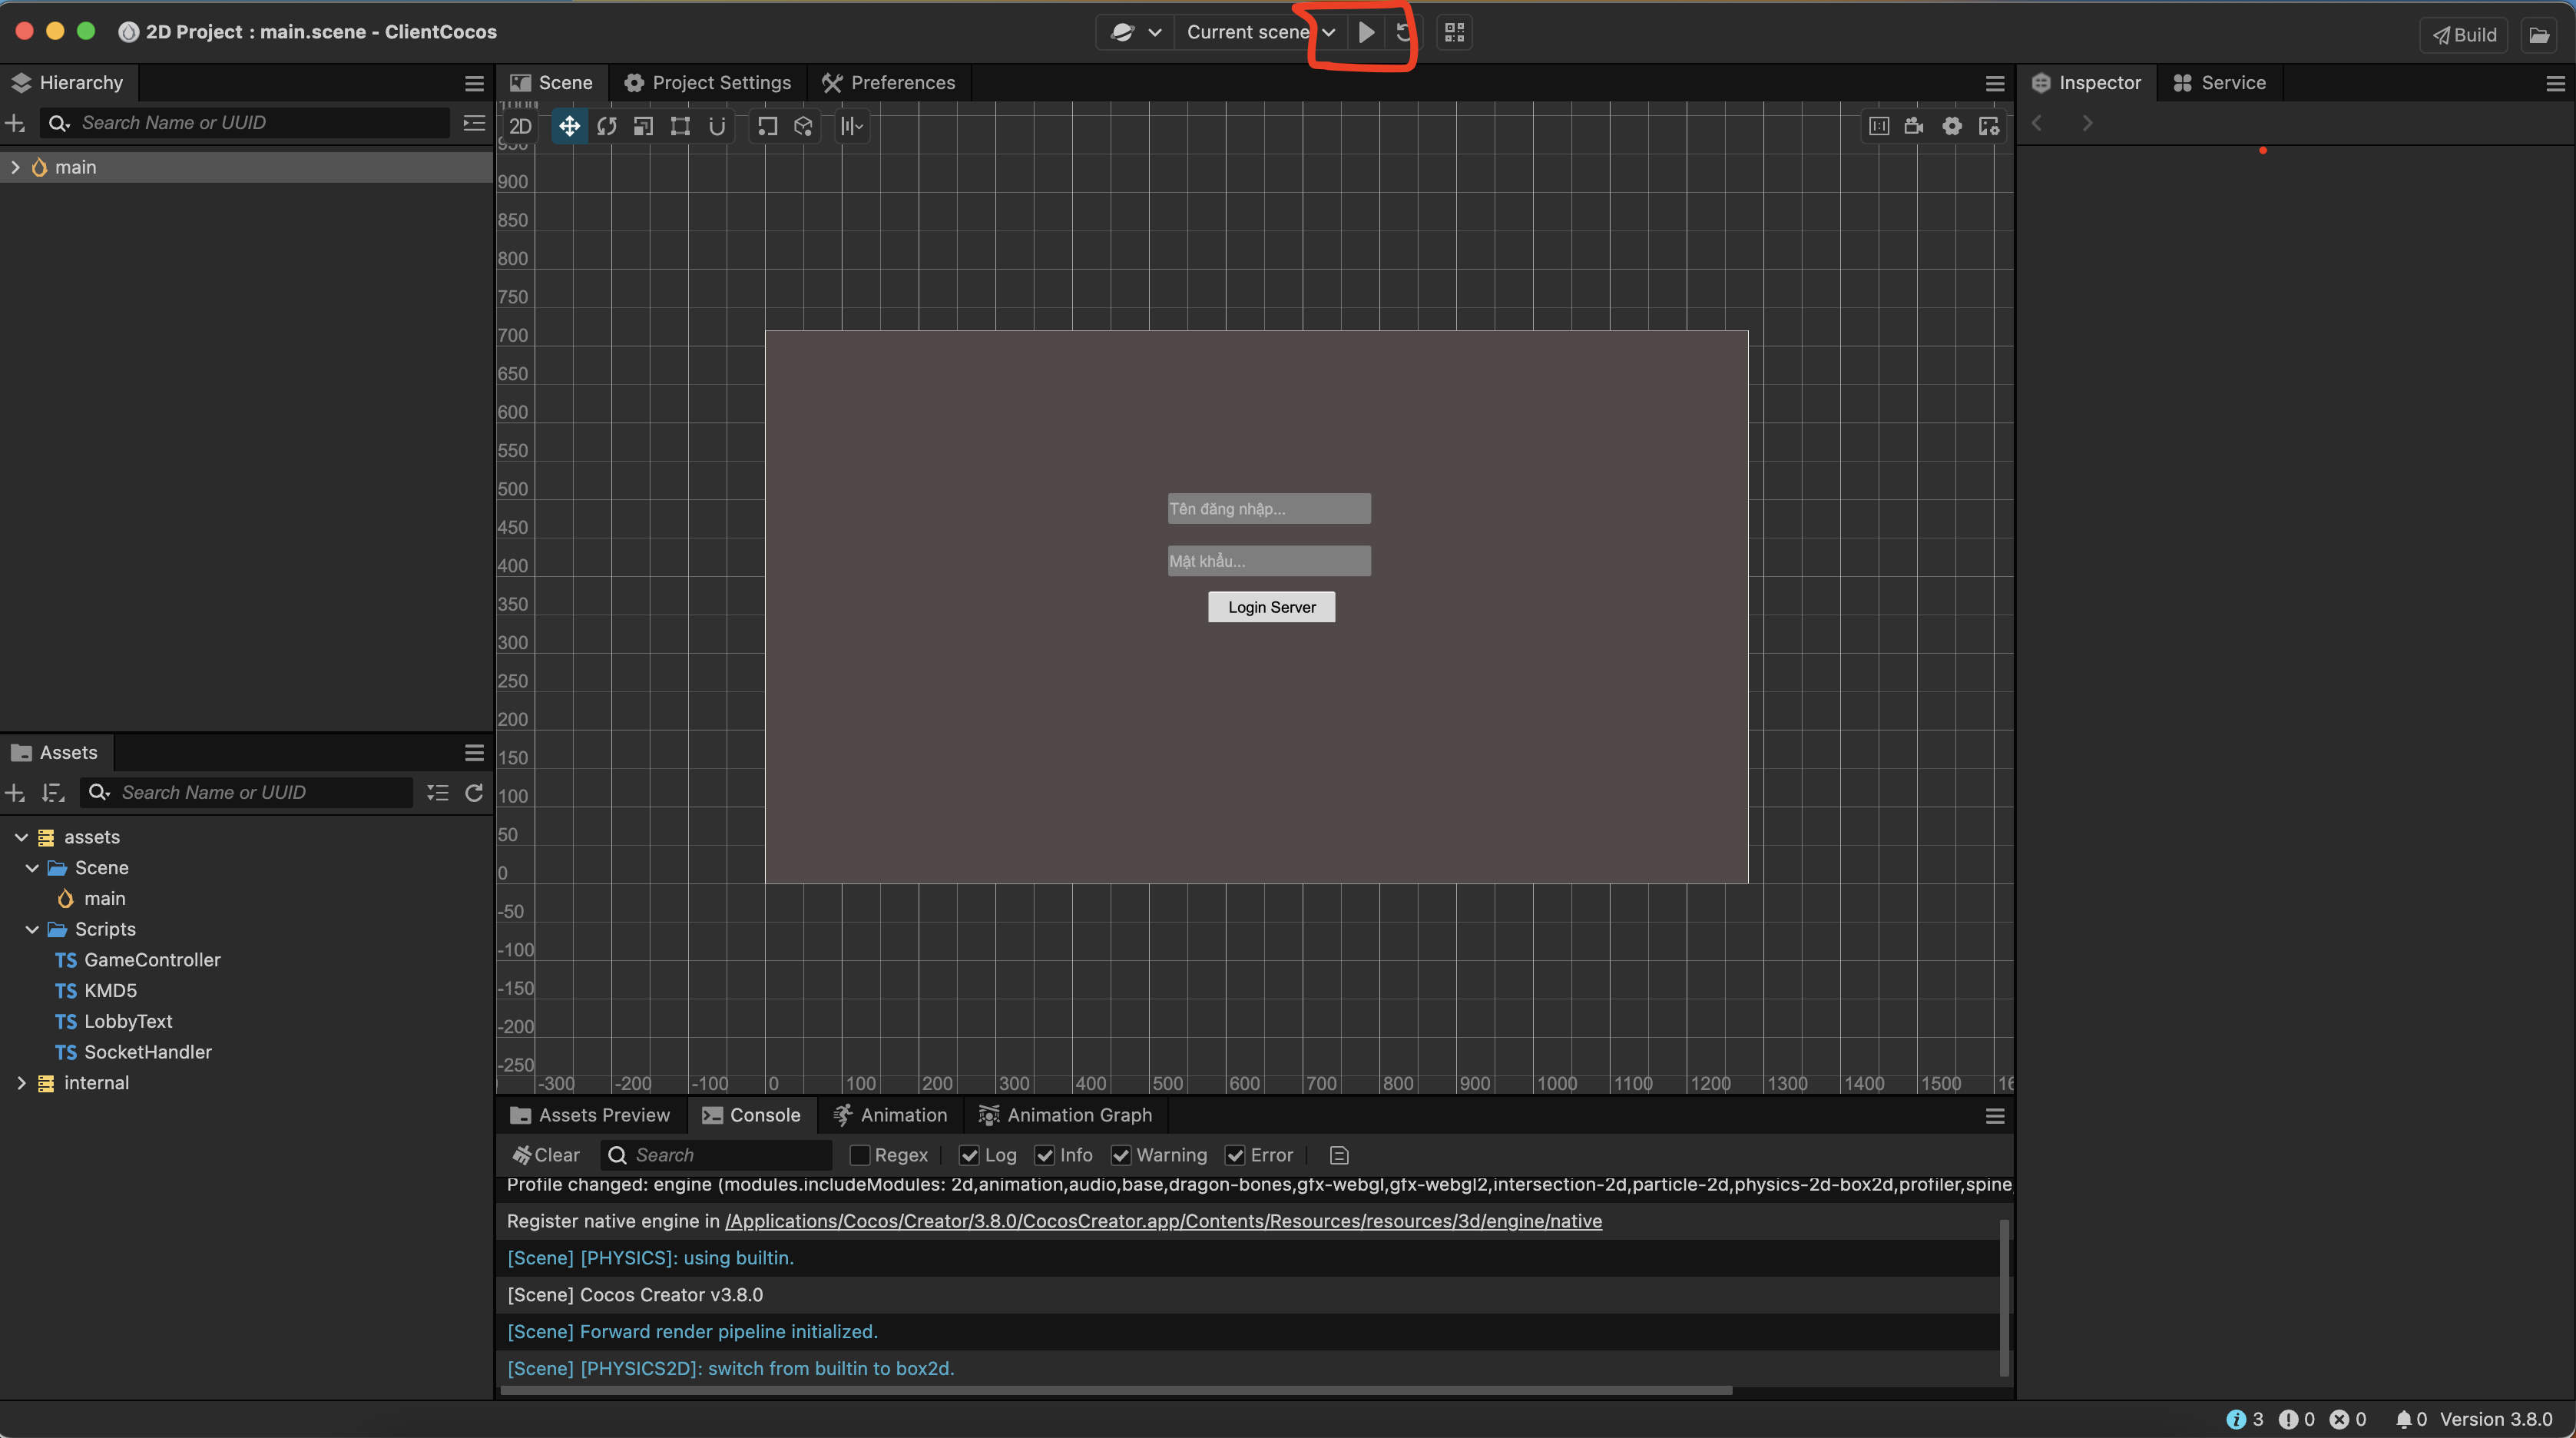 2D Project : main.scene - ClientCocos
Current scene
Build
Hierarchy
Search Name or UUID
main
Scene
Project Settings
Preferences
2D
900
850
800
750
700
650
600
550
500
450
400
350
300
250
200
150
100
50
0
-50
-100
-150
-200
-250
-300
-200
-100
0
100
200
300
400
500
600
700
800
900
1000
1100
1200
1300
1400
1500
Tên đăng nhập...
Mật khẩu...
Login Server
Inspector
Service
Assets
Search Name or UUID
assets
Scene
main
Scripts
TS GameController
TS KMD5
TS LobbyText
TS SocketHandler
internal
Assets Preview
Console
Animation
Animation Graph
Clear
Search
Regex
Log
Info
Warning
Error
Profile changed: engine (modules.includeModules: 2d,animation,audio,base,dragon-bones,gfx-webgl,gfx-webgl2,intersection-2d,particle-2d,physics-2d-box2d,profiler,spine,
Register native engine in /Applications/Cocos/Creator/3.8.0/CocosCreator.app/Contents/Resources/resources/3d/engine/native
[Scene] [PHYSICS]: using builtin.
[Scene] Cocos Creator v3.8.0
[Scene] Forward render pipeline initialized.
[Scene] [PHYSICS2D]: switch from builtin to box2d.
3 0 0 0 Version 3.8.0